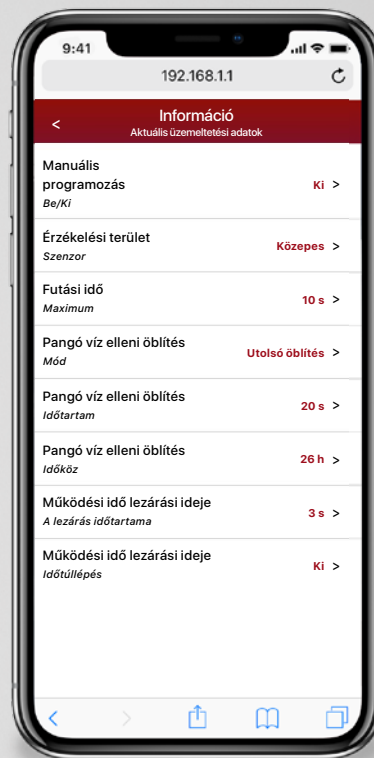 9:41
192.168.1.1
<
Információ
Aktuális üzemeltetési adatok
Manuális
programozás
Be/Ki
Ki >
Érzékelési terület
Szenzor
Közepes >
Futási idő
Maximum
10 s >
Pangó víz elleni öblítés
Mód
Utolsó öblítés >
Pangó víz elleni öblítés
Időtartam
20 s >
Pangó víz elleni öblítés
Időköz
26 h >
Működési idő lezárási ideje
A lezárás időtartama
3 s >
Működési idő lezárási ideje
Időtúllépés
Ki >